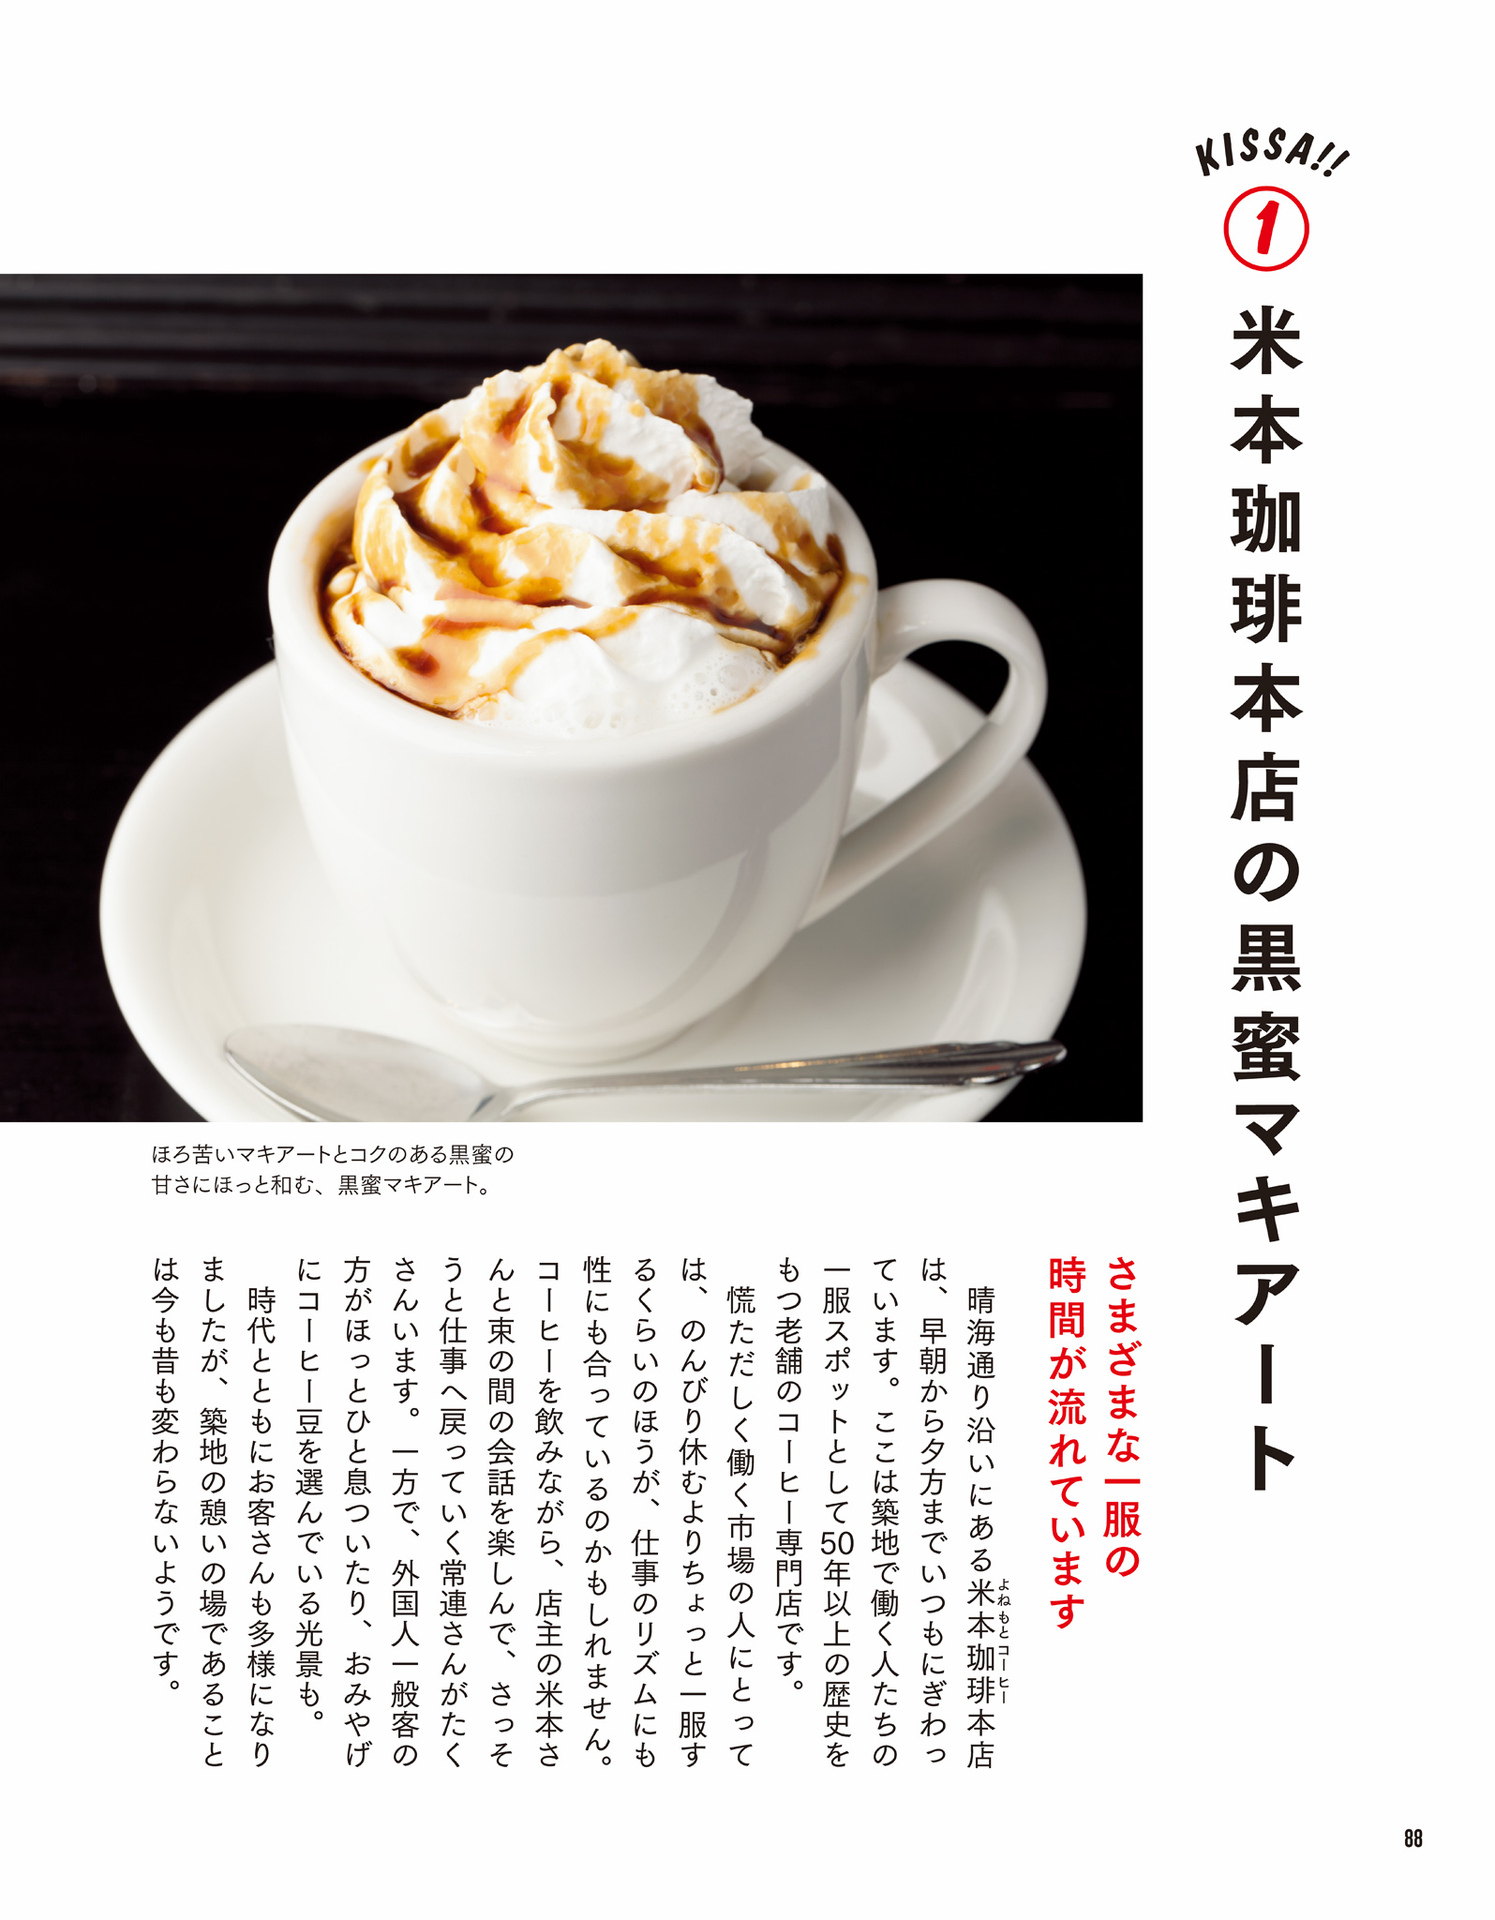 KISSA!!
1
米本珈琲本店の黒蜜マキアート
ほろ苦いマキアートとコクのある黒蜜の
甘さにほっと和む、黒蜜マキアート。
さまざまな一服の
時間が流れています
晴海通り沿いにある米本珈琲本店
よねもとコーヒー
は、早朝から夕方までいつもにぎわっ
ています。ここは築地で働く人たちの
一服スポットとして50年以上の歴史を
もつ老舗のコーヒー専門店です。
慌ただしく働く市場の人にとって
は、のんびり休むよりちょっと一服す
るくらいのほうが、仕事のリズムにも
性にも合っているのかもしれません。
コーヒーを飲みながら、店主の米本さ
んと束の間の会話を楽しんで、さっそ
うと仕事へ戻っていく常連さんがたく
さんいます。一方で、外国人一般客の
方がほっとひと息ついたり、おみやげ
にコーヒー豆を選んでいる光景も。
時代とともにお客さんも多様になり
ましたが、築地の憩いの場であること
は今も昔も変わらないようです。
88